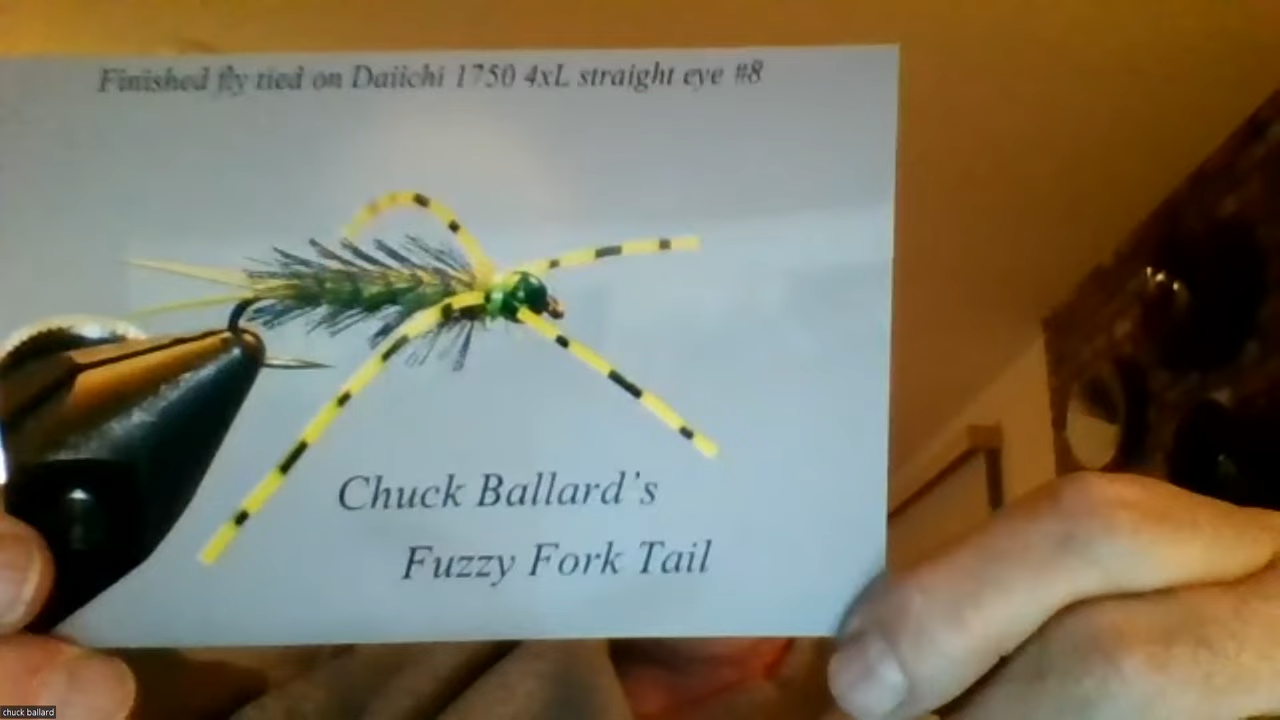 Finished fly tied on Daiichi 1750 4xL straight eye #8
Chuck Ballard's
Fuzzy Fork Tail
chuck ballard